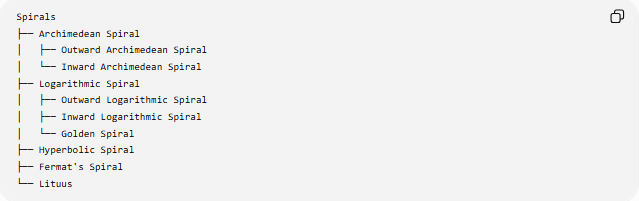 Spirals
├── Archimedean Spiral
│   ├── Outward Archimedean Spiral
│   └── Inward Archimedean Spiral
├── Logarithmic Spiral
│   ├── Outward Logarithmic Spiral
│   ├── Inward Logarithmic Spiral
│   └── Golden Spiral
├── Hyperbolic Spiral
├── Fermat's Spiral
└── Lituus